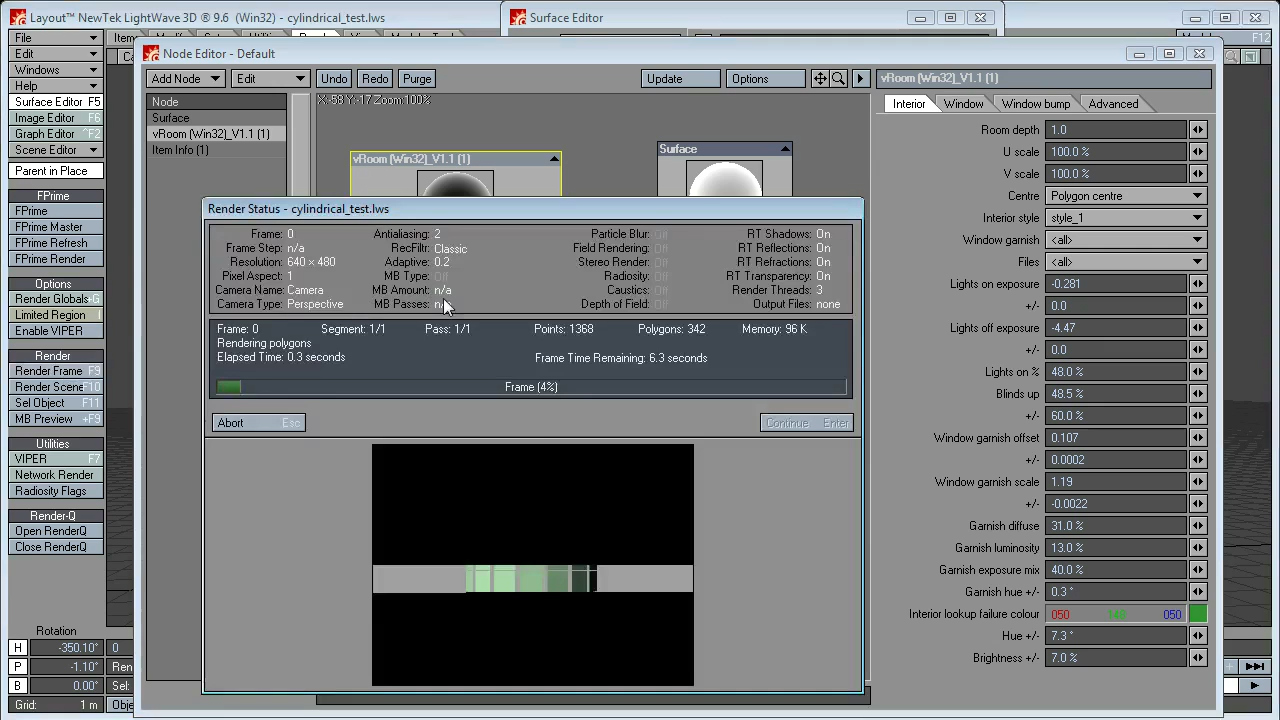 Layout™ NewTek LightWave 3D ® 9.6 (Win32) - cylindrical_test.lws
Surface Editor
File
Edit
Windows
Help
Surface Editor F5
Image Editor F6
Graph Editor ^F2
Scene Editor
Parent in Place
FPrime
FPrime
FPrime Master
FPrime Refresh
FPrime Render
Options
Render Globals
Limited Region
Enable VIPER
Render
Render Frame F9
Render Scene F10
Sel Object F11
MB Preview +F9
Utilities
VIPER F7
Network Render
Radiosity Flags
Render-Q
Open RenderQ
Close RenderQ
Rotation
H -350.10° 0
P -1.10°
B 0.00° Sel:
Grid: 1 m
F12
Node Editor - Default
Add Node
Edit
Undo
Redo
Purge
Update
Options
Node
Surface
vRoom (Win32)_V1.1 (1)
Item Info (1)
X:-58 Y:-17 Zoom:100%
vRoom (Win32)_V1.1 (1)
Surface
Render Status - cylindrical_test.lws
Frame: 0 Antialiasing: 2 Particle Blur: Off RT Shadows: On
Frame Step: n/a RecFiltr: Classic Field Rendering: Off RT Reflections: On
Resolution: 640 × 480 Adaptive: 0.2 Stereo Render: Off RT Refractions: On
Pixel Aspect: 1 MB Type: Off Radiosity: Off RT Transparency: On
Camera Name: Camera MB Amount: n/a Caustics: Off Render Threads: 3
Camera Type: Perspective MB Passes: Depth of Field: Off Output Files: none
Frame: 0 Segment: 1/1 Pass: 1/1 Points: 1368 Polygons: 342 Memory: 96 K
Rendering polygons
Elapsed Time: 0.3 seconds Frame Time Remaining: 6.3 seconds
Frame (4%)
Abort Esc
Continue Enter
vRoom (Win32)_V1.1 (1)
Interior Window Window bump Advanced
Room depth 1.0
U scale 100.0 %
V scale 100.0 %
Centre Polygon centre
Interior style style_1
Window garnish <all>
Files <all>
Lights on exposure -0.281
+/- 0.0
Lights off exposure -4.47
+/- 0.0
Lights on % 48.0 %
Blinds up 48.5 %
+/- 60.0 %
Window garnish offset 0.107
+/- 0.0002
Window garnish scale 1.19
+/- -0.0022
Garnish diffuse 31.0 %
Garnish luminosity 13.0 %
Garnish exposure mix 40.0 %
Garnish hue +/- 0.3 °
Interior lookup failure colour 050 146 050
Hue +/- 7.3 °
Brightness +/- 7.0 %